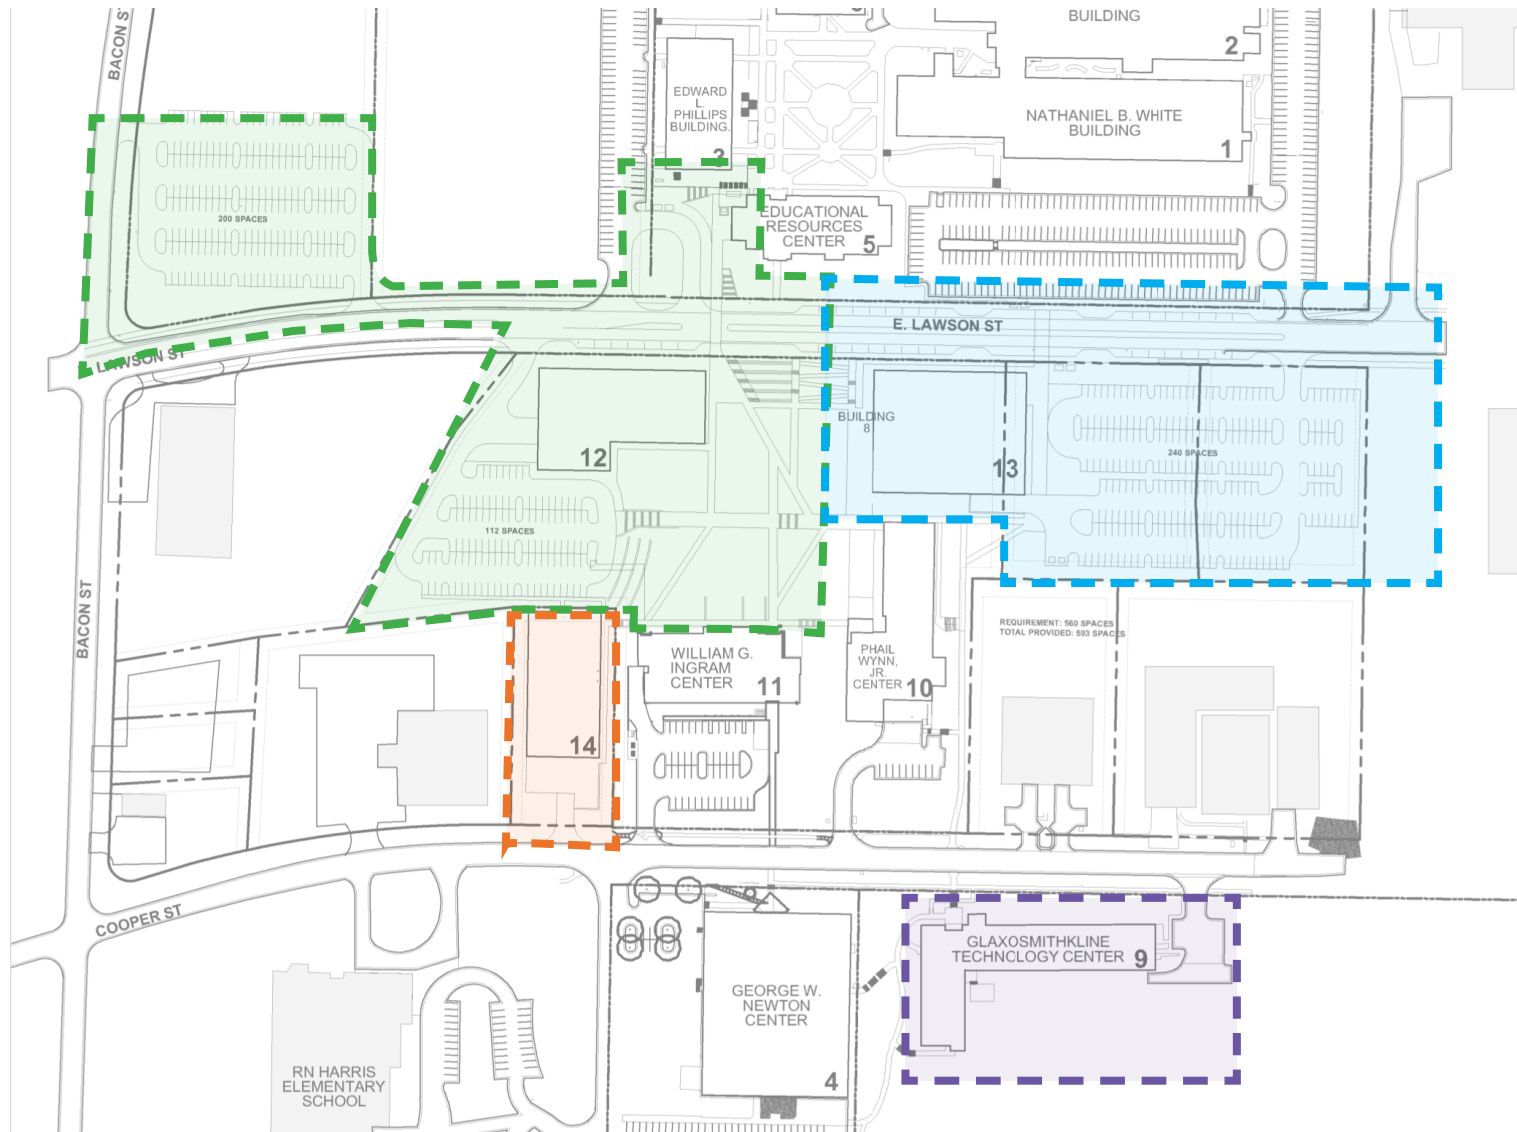 BACON ST
BUILDING
2
EDWARD
L.
PHILLIPS
BUILDING.
3
NATHANIEL B. WHITE
BUILDING
1
200 SPACES
EDUCATIONAL
RESOURCES
CENTER
5
E. LAWSON ST
LAWSON ST
BUILDING
8
12
13
240 SPACES
112 SPACES
BACON ST
REQUIREMENT: 560 SPACES
TOTAL PROVIDED: 593 SPACES
WILLIAM G.
INGRAM
CENTER
11
PHAIL
WYNN,
JR.
CENTER
10
14
COOPER ST
GLAXOSMITHKLINE
TECHNOLOGY CENTER
9
GEORGE W.
NEWTON
CENTER
4
RN HARRIS
ELEMENTARY
SCHOOL